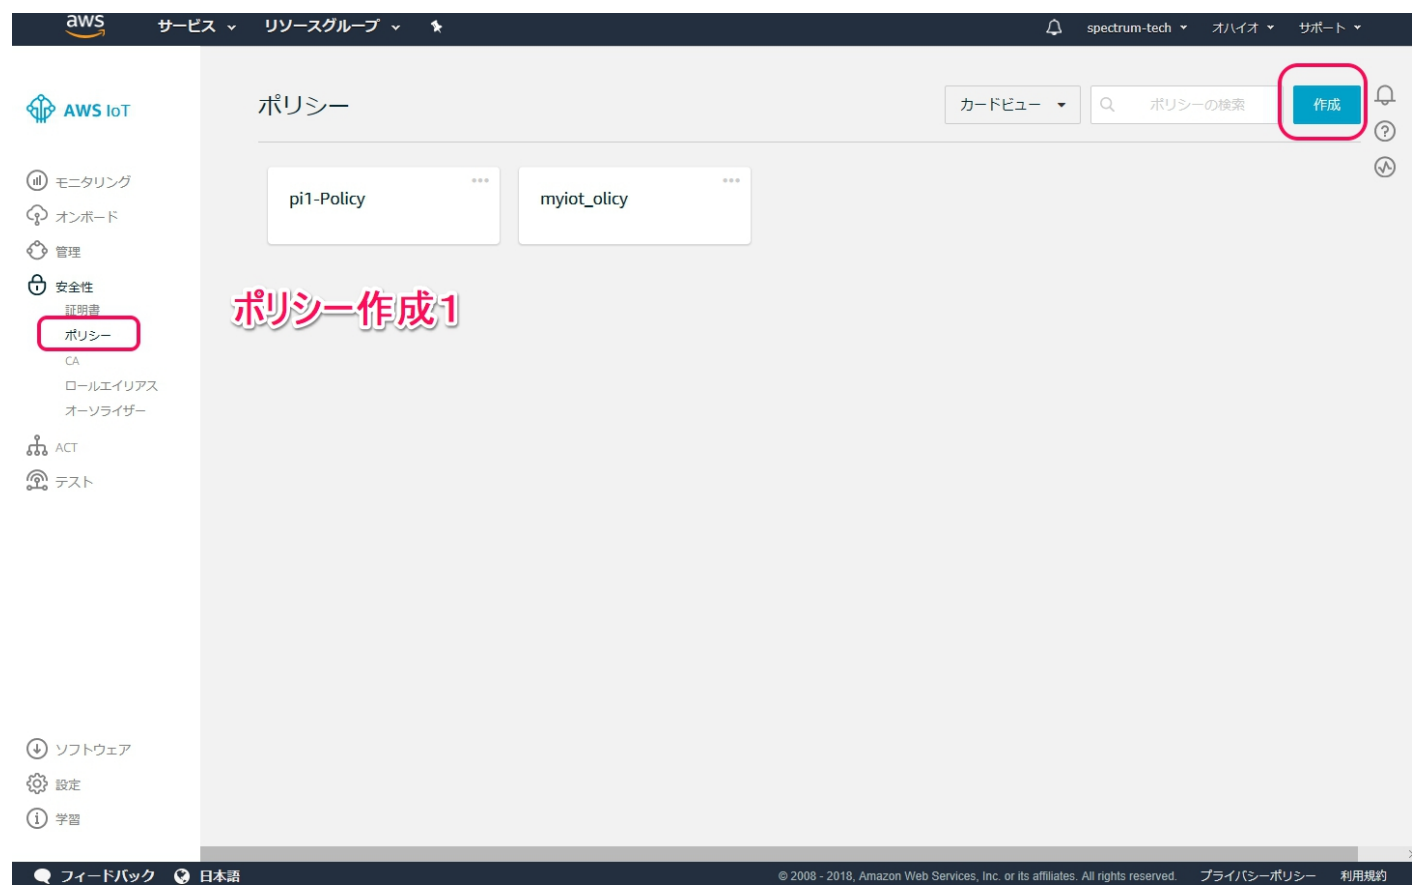 aws サービス リソースグループ spectrum-tech オハイオ サポート
AWS IoT
ポリシー カードビュー ポリシーの検索 作成
モニタリング
オンボード
管理
安全性
証明書
ポリシー
CA
ロールエイリアス
オーソライザー
ACT
テスト
pi1-Policy
myiot_olicy
ポリシー作成1
ソフトウェア
設定
学習
フィードバック 日本語 © 2008 - 2018, Amazon Web Services, Inc. or its affiliates. All rights reserved. プライバシーポリシー 利用規約